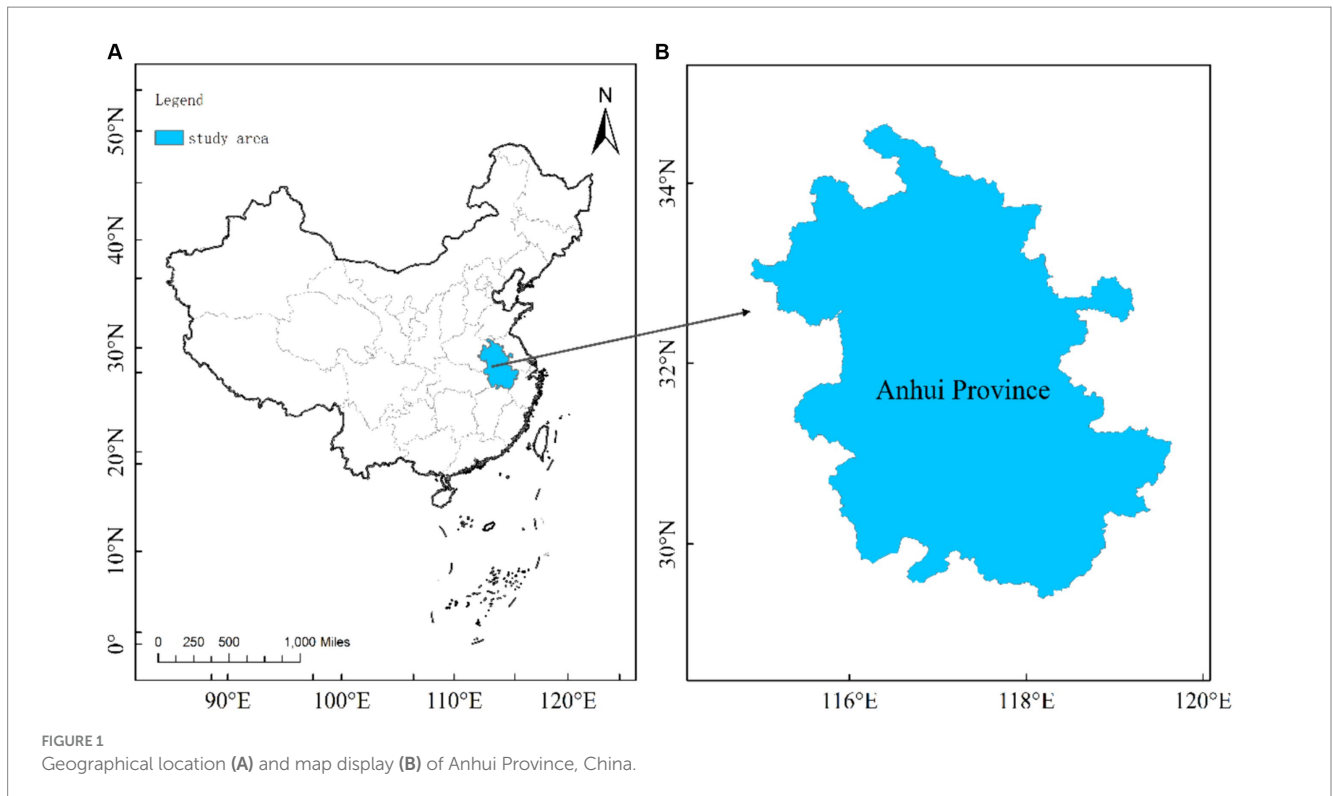 A
B
Legend
study area
N
50°N
40°N
30°N
20°N
10°N
0°
0 250 500 1,000 Miles
90°E 100°E 110°E 120°E
34°N
32°N
30°N
Anhui Province
116°E 118°E 120°E
FIGURE 1
Geographical location (A) and map display (B) of Anhui Province, China.